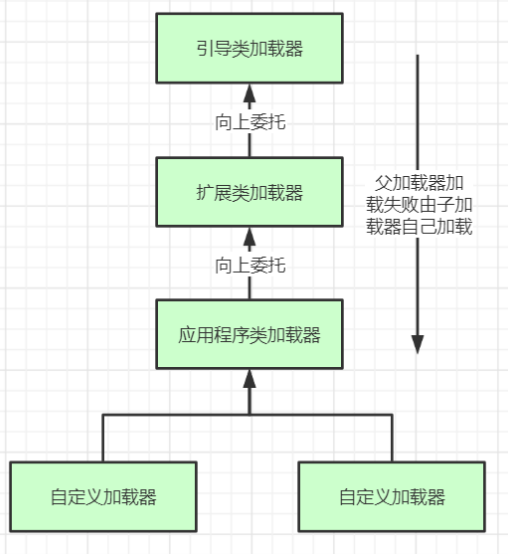 引导类加载器
向上委托
扩展类加载器
父加载器加
载失败由子加
载器自己加载
向上委托
应用程序类加载器
自定义加载器
自定义加载器